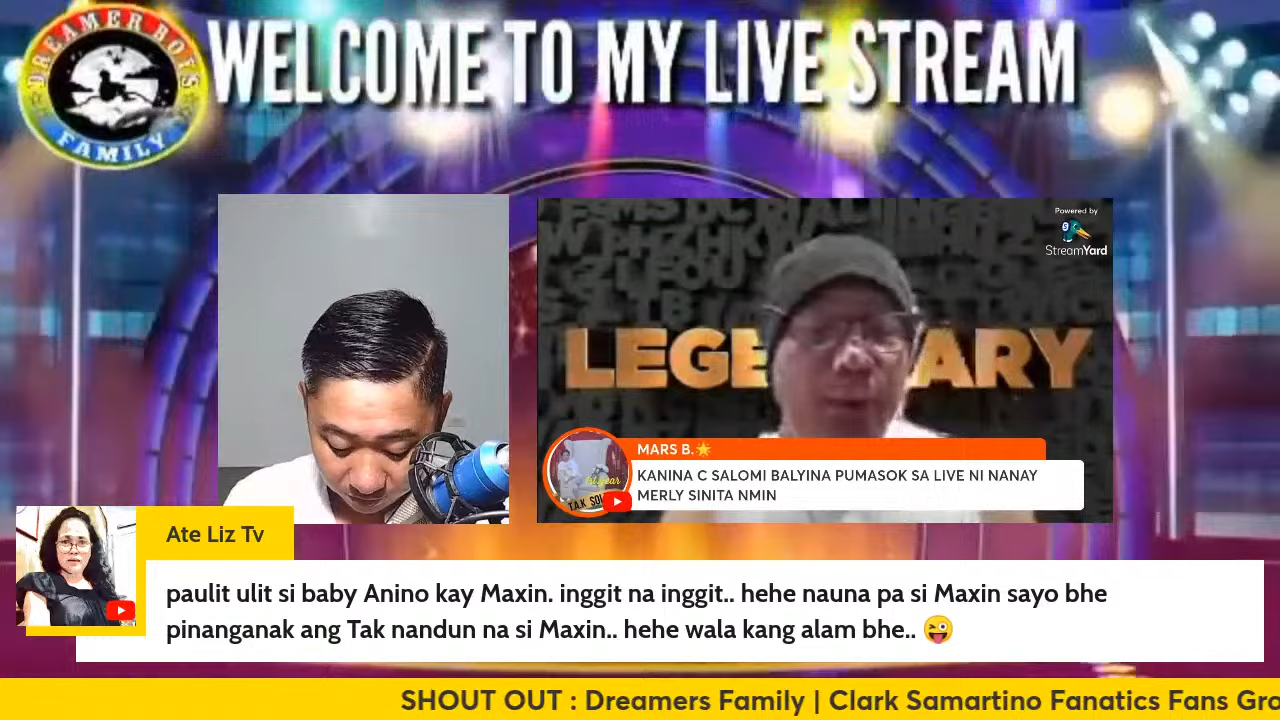 DREAMER BOYS
FAMILY
WELCOME TO MY LIVE STREAM
Powered by
StreamYard
LEGE ARY
MARS B.🌟
KANINA C SALOMI BALYINA PUMASOK SA LIVE NI NANAY
MERLY SINITA NMIN
1st year
T.A.K SOL
Ate Liz Tv
paulit ulit si baby Anino kay Maxin. inggit na inggit.. hehe nauna pa si Maxin sayo bhe
pinanganak ang Tak nandun na si Maxin.. hehe wala kang alam bhe.. 😜
SHOUT OUT : Dreamers Family | Clark Samartino Fanatics Fans Gro